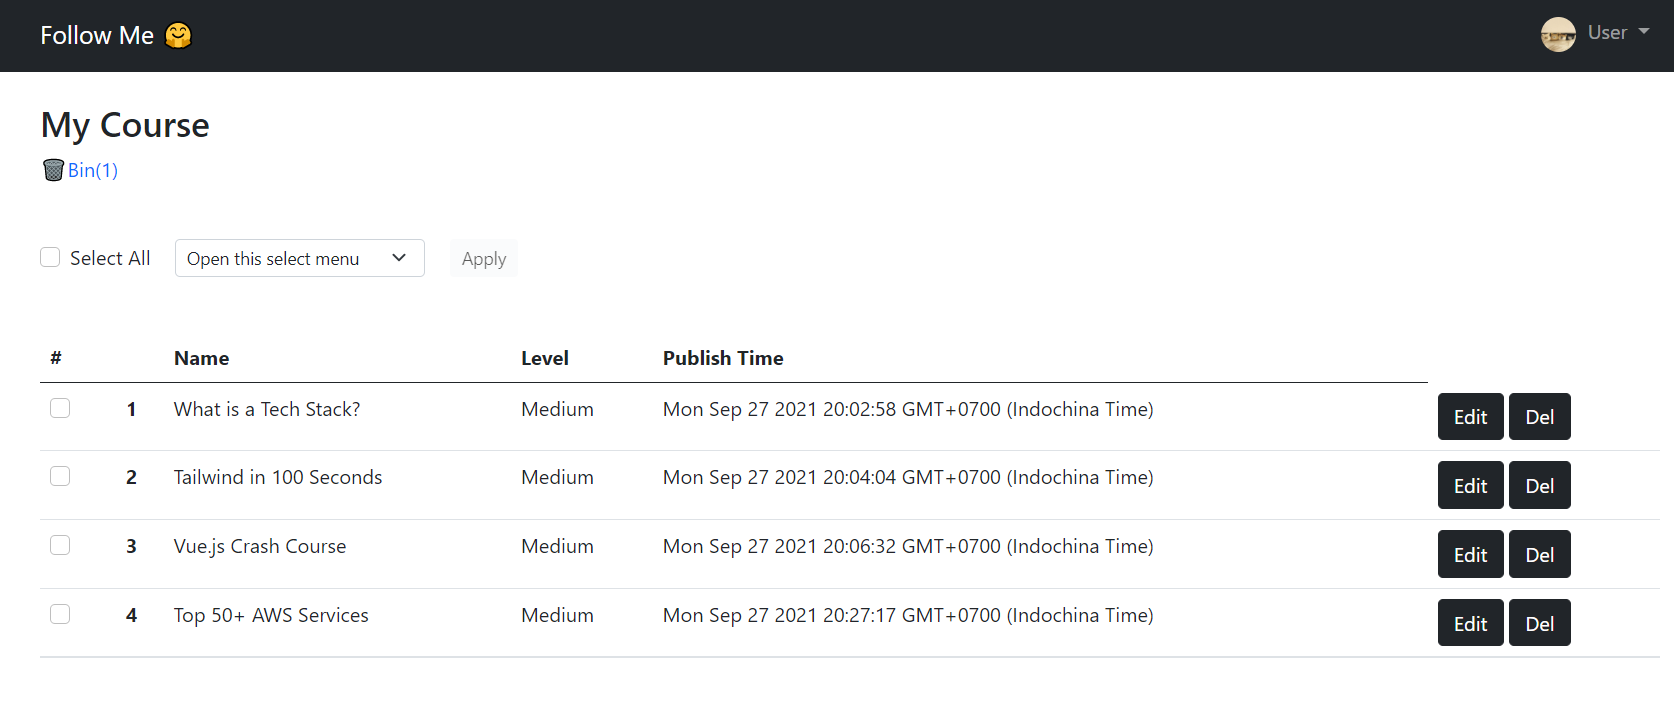 Follow Me 🤗
User
My Course
🗑Bin(1)
Select All Open this select menu Apply
# Name Level Publish Time
1 What is a Tech Stack? Medium Mon Sep 27 2021 20:02:58 GMT+0700 (Indochina Time) Edit Del
2 Tailwind in 100 Seconds Medium Mon Sep 27 2021 20:04:04 GMT+0700 (Indochina Time) Edit Del
3 Vue.js Crash Course Medium Mon Sep 27 2021 20:06:32 GMT+0700 (Indochina Time) Edit Del
4 Top 50+ AWS Services Medium Mon Sep 27 2021 20:27:17 GMT+0700 (Indochina Time) Edit Del